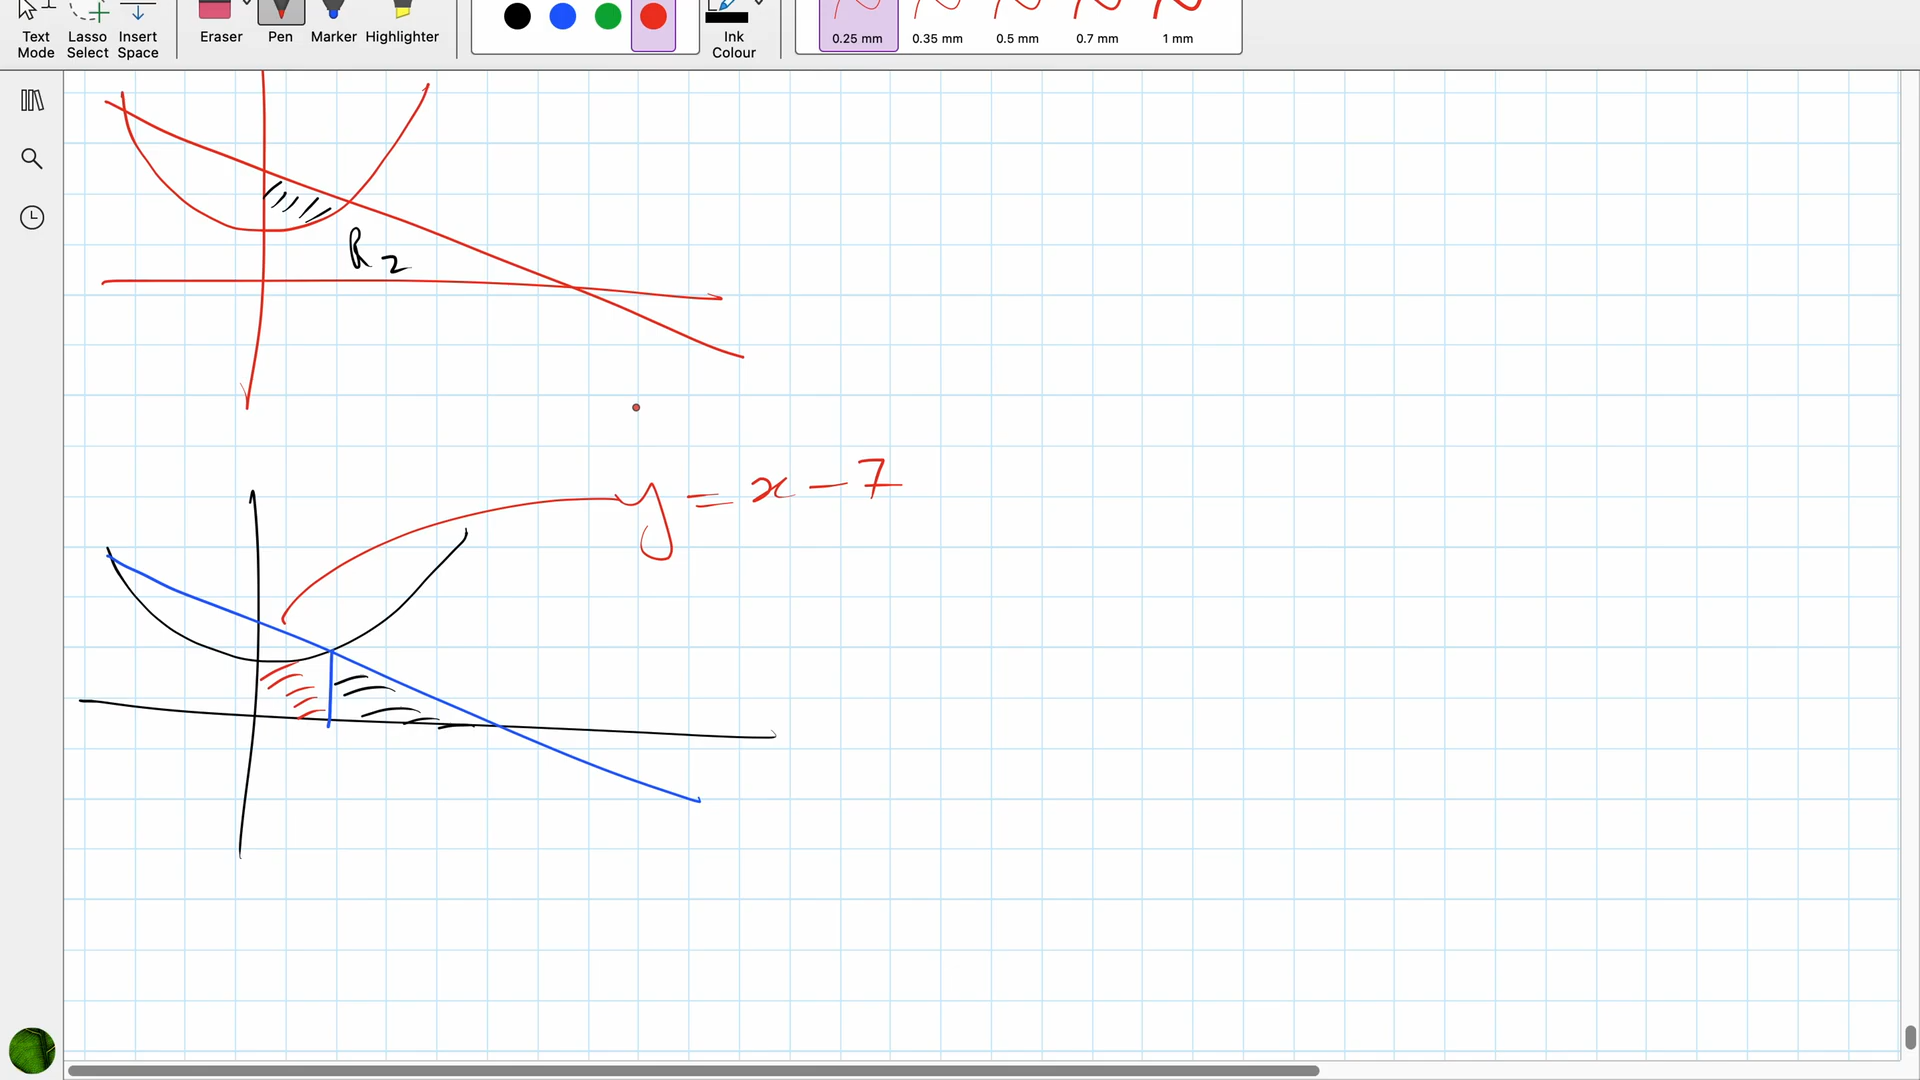 Text Mode
Lasso Select
Insert Space
Eraser
Pen
Marker
Highlighter
Ink Colour
0.25 mm
0.35 mm
0.5 mm
0.7 mm
1 mm
R2
y = x - 7